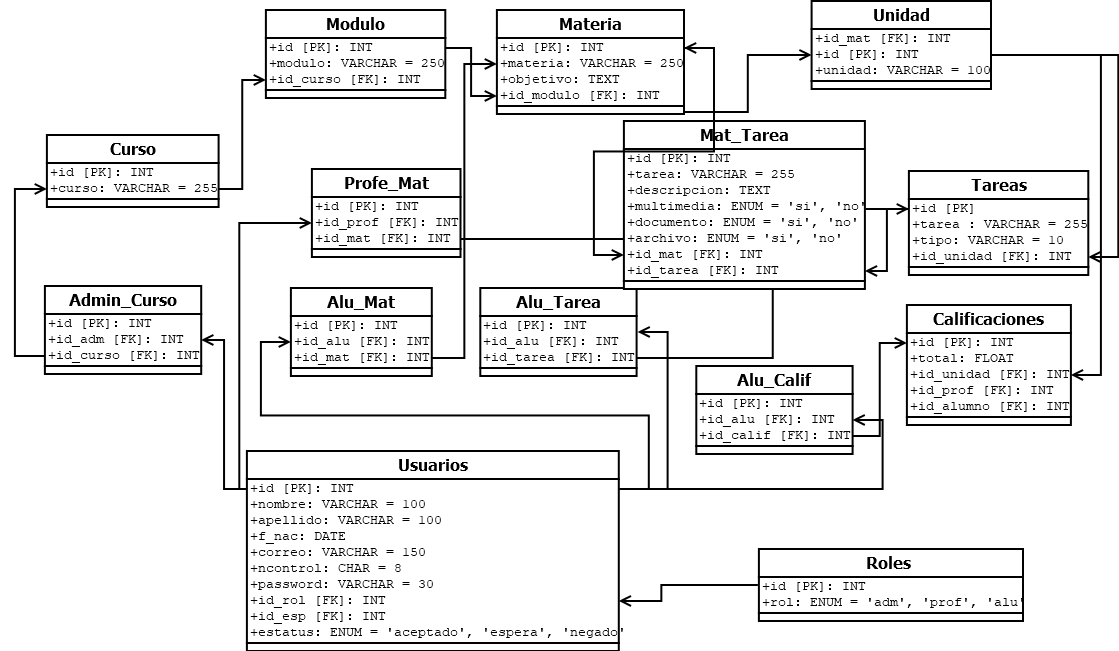 Modulo
+id [PK]: INT
+modulo: VARCHAR = 250
+id_curso [FK]: INT
Materia
+id [PK]: INT
+materia: VARCHAR = 250
+objetivo: TEXT
+id_modulo [FK]: INT
Unidad
+id_mat [FK]: INT
+id [PK]: INT
+unidad: VARCHAR = 100
Curso
+id [PK]: INT
+curso: VARCHAR = 255
Profe_Mat
+id [PK]: INT
+id_prof [FK]: INT
+id_mat [FK]: INT
Mat_Tarea
+id [PK]: INT
+tarea: VARCHAR = 255
+descripcion: TEXT
+multimedia: ENUM = 'si', 'no'
+documento: ENUM = 'si', 'no'
+archivo: ENUM = 'si', 'no'
+id_mat [FK]: INT
+id_tarea [FK]: INT
Tareas
+id [PK]
+tarea : VARCHAR = 255
+tipo: VARCHAR = 10
+id_unidad [FK]: INT
Admin_Curso
+id [PK]: INT
+id_adm [FK]: INT
+id_curso [FK]: INT
Alu_Mat
+id [PK]: INT
+id_alu [FK]: INT
+id_mat [FK]: INT
Alu_Tarea
+id [PK]: INT
+id_alu [FK]: INT
+id_tarea [FK]: INT
Calificaciones
+id [PK]: INT
+total: FLOAT
+id_unidad [FK]: INT
+id_prof [FK]: INT
+id_alumno [FK]: INT
Alu_Calif
+id [PK]: INT
+id_alu [FK]: INT
+id_calif [FK]: INT
Usuarios
+id [PK]: INT
+nombre: VARCHAR = 100
+apellido: VARCHAR = 100
+f_nac: DATE
+correo: VARCHAR = 150
+ncontrol: CHAR = 8
+password: VARCHAR = 30
+id_rol [FK]: INT
+id_esp [FK]: INT
+estatus: ENUM = 'aceptado', 'espera', 'negado'
Roles
+id [PK]: INT
+rol: ENUM = 'adm', 'prof', 'alu'